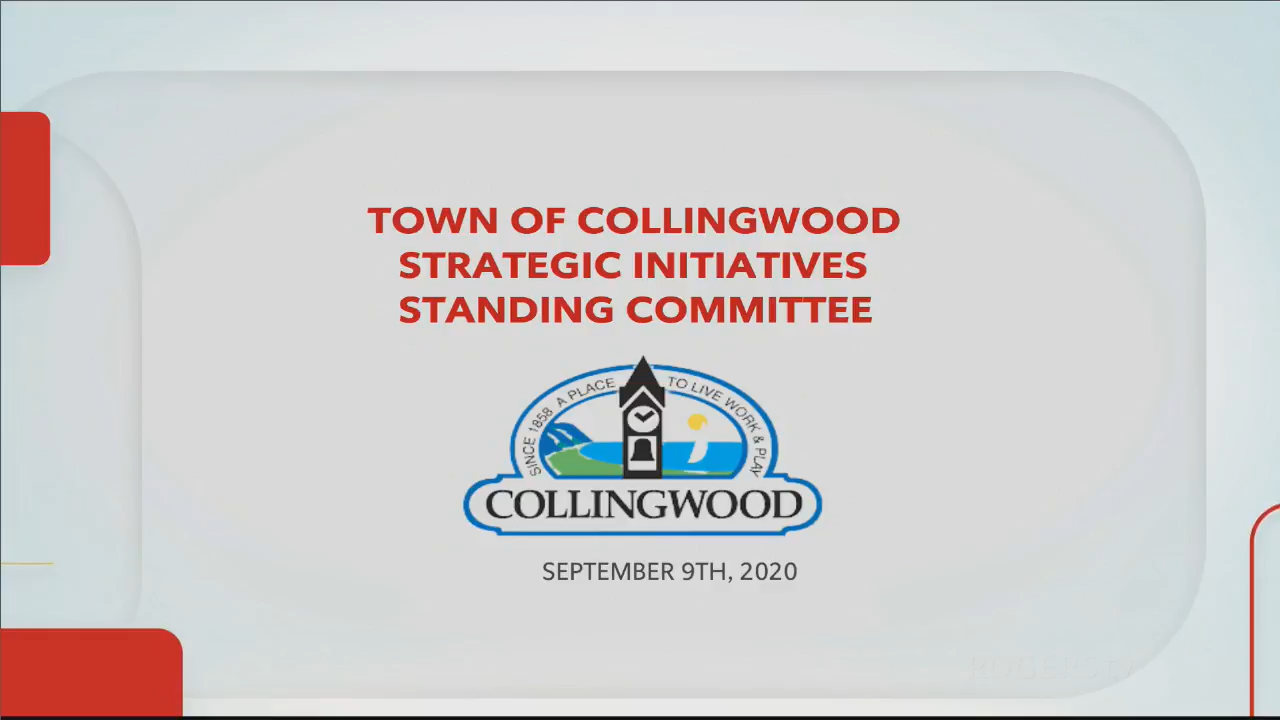 TOWN OF COLLINGWOOD
STRATEGIC INITIATIVES
STANDING COMMITTEE
SINCE 1858 A PLACE TO LIVE WORK & PLAY
COLLINGWOOD
SEPTEMBER 9TH, 2020